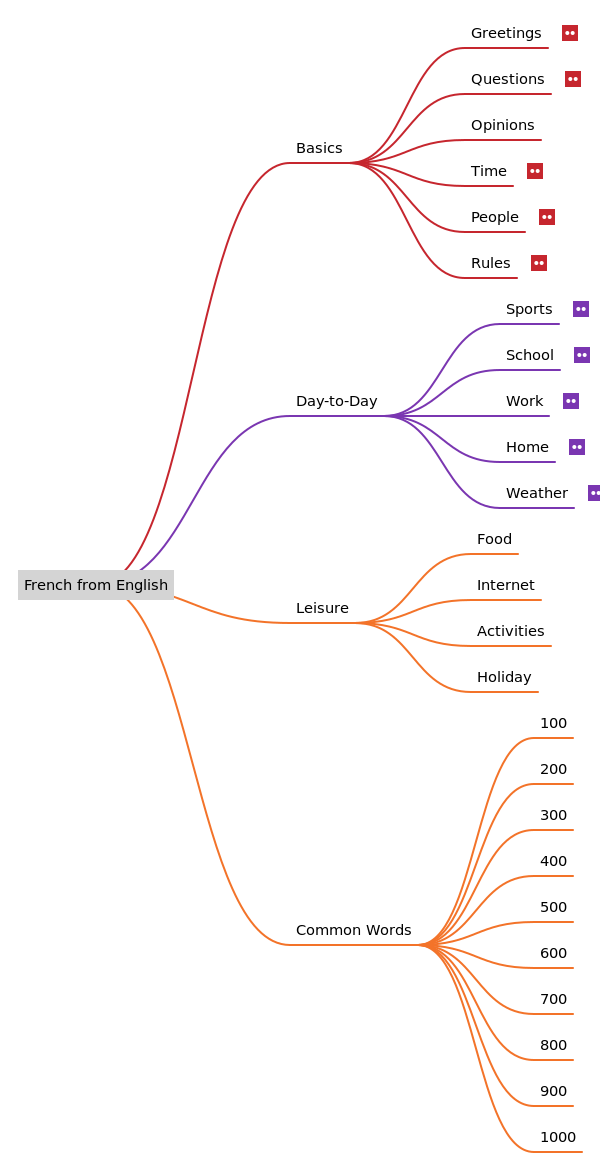 French from English
Basics
Greetings
Questions
Opinions
Time
People
Rules
Day-to-Day
Sports
School
Work
Home
Weather
Leisure
Food
Internet
Activities
Holiday
Common Words
100
200
300
400
500
600
700
800
900
1000